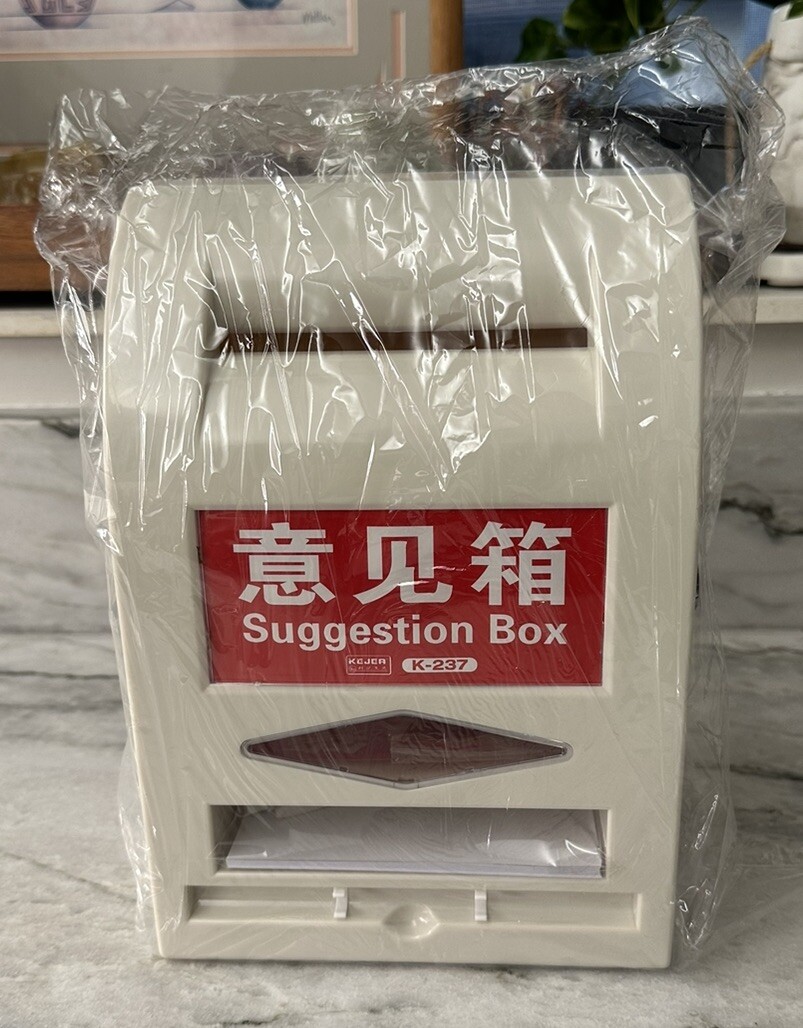 意见箱
Suggestion Box
KEJEA K-237